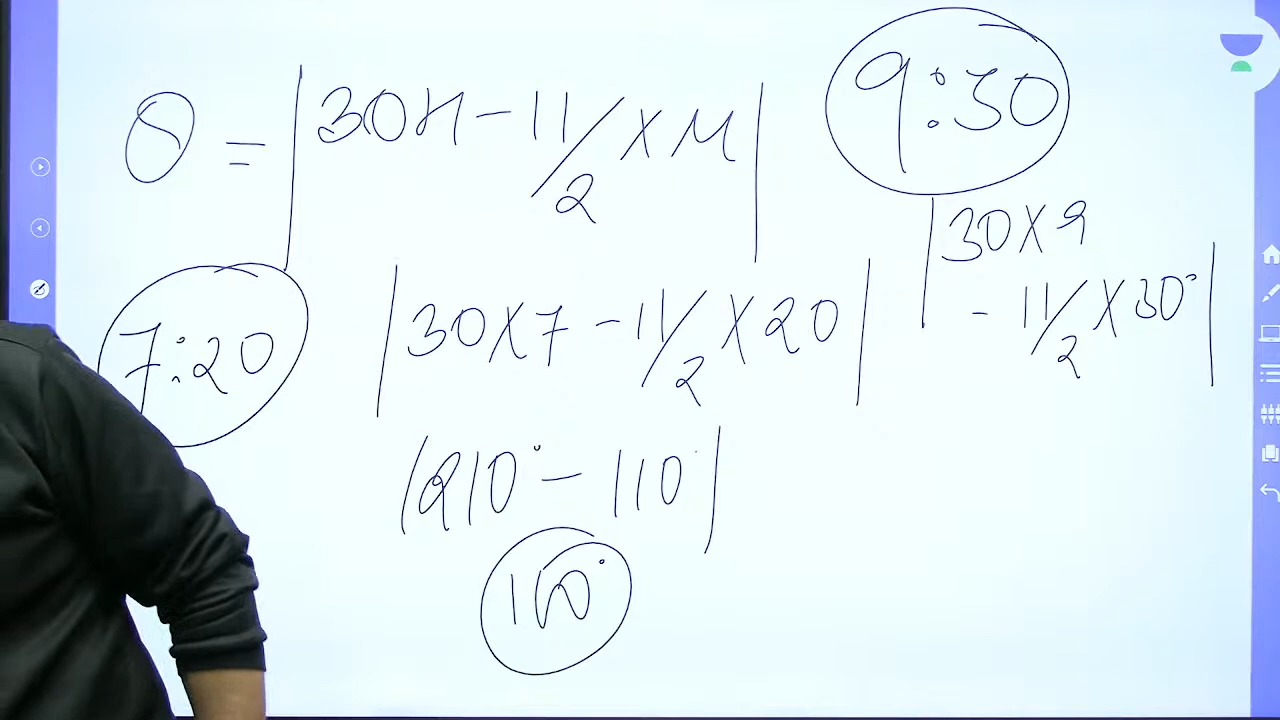 θ = |30H - 11/2 × M|
9:30
|30×9
- 11/2 × 30°|
7:20
|30×7 - 11/2 × 20|
|210° - 110°|
100°